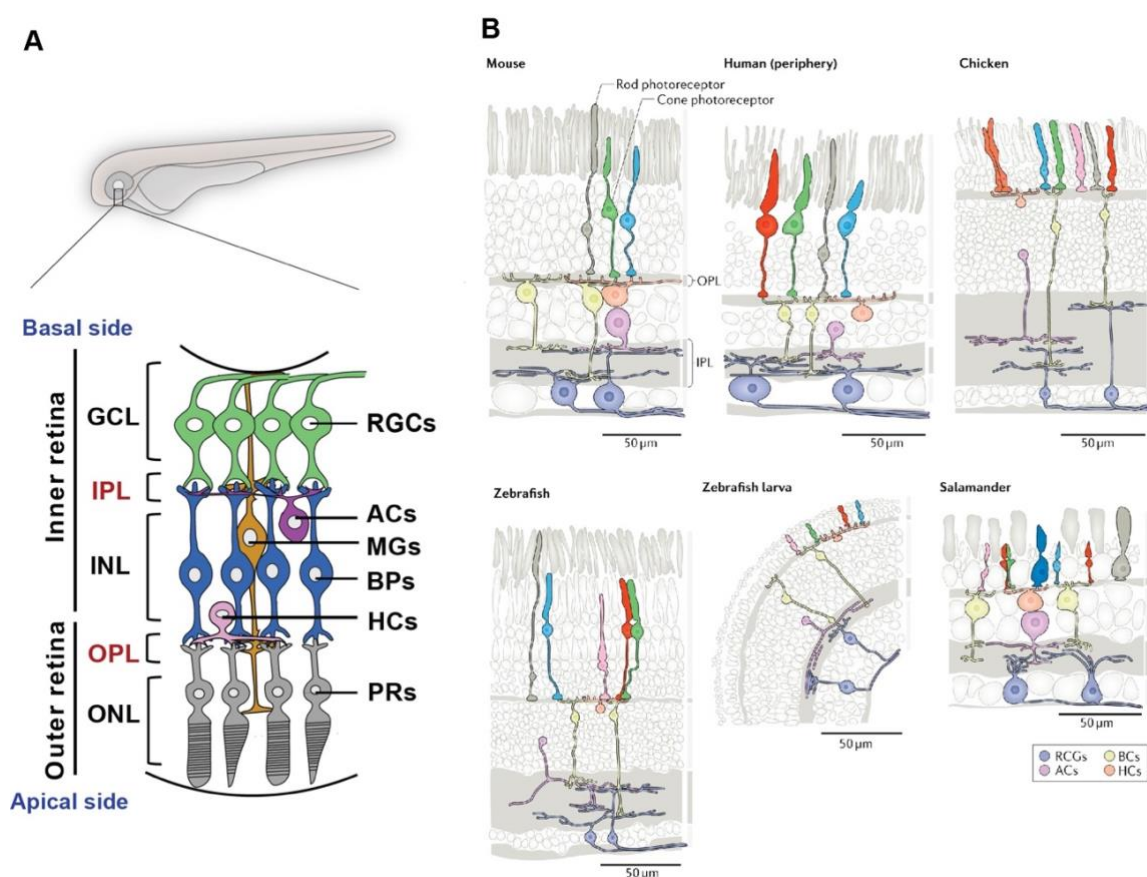 A
Basal side
Inner retina
Outer retina
GCL
IPL
INL
OPL
ONL
RGCs
ACs
MGs
BPs
HCs
PRs
Apical side
B
Mouse
Rod photoreceptor
Cone photoreceptor
OPL
IPL
50 µm
Human (periphery)
50 µm
Chicken
50 µm
Zebrafish
50 µm
Zebrafish larva
50 µm
Salamander
50 µm
RCGs
BCs
ACs
HCs